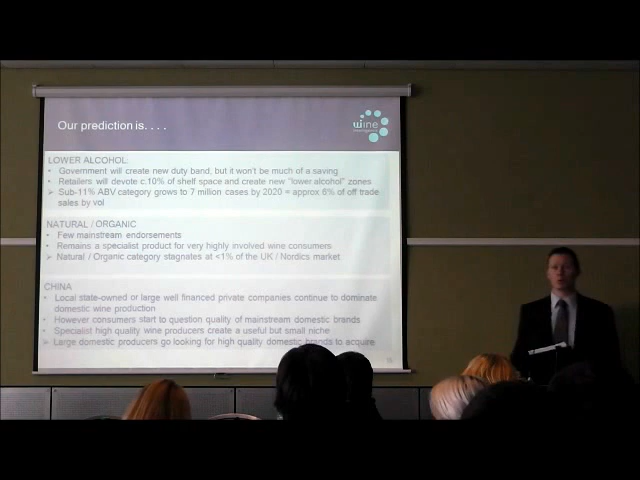 Our prediction is. . . .
wine
LOWER ALCOHOL
• Government will create new duty band, but it won't be much of a saving
• Retailers will devote c.10% of shelf space and create new "lower alcohol" zones
➢ Sub-11% ABV category grows to 7 million cases by 2020 = approx 6% of off trade
sales by vol
NATURAL / ORGANIC
• Few mainstream endorsements
• Remains a specialist product for very highly involved wine consumers
➢ Natural / Organic category stagnates at <1% of the UK / Nordics market
CHINA
• Local state-owned or large well financed private companies continue to dominate
domestic wine production
• However consumers start to question quality of mainstream domestic brands
• Specialist high quality wine producers create a useful but small niche
➢ Large domestic producers go looking for high quality domestic brands to acquire